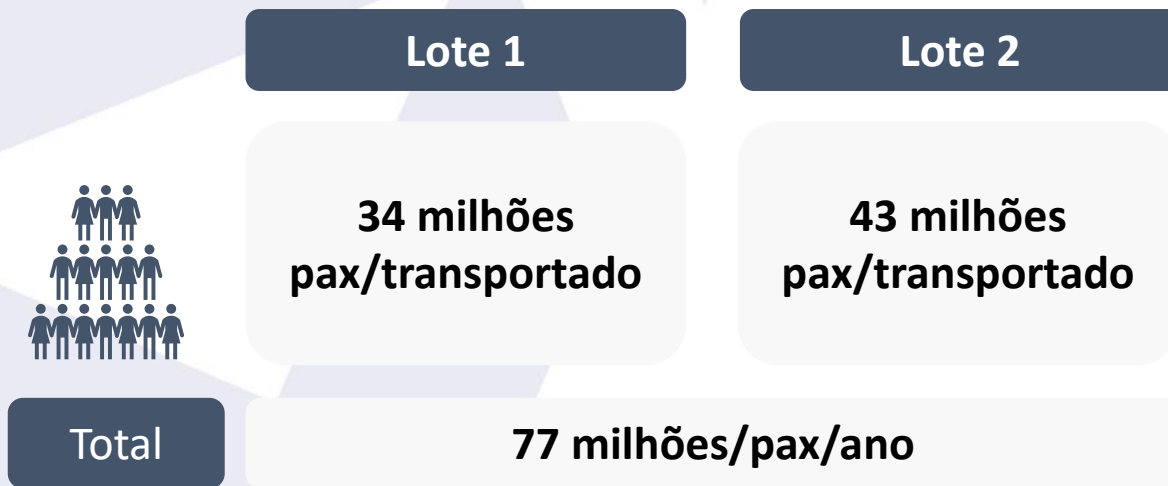 Lote 1
Lote 2
34 milhões
pax/transportado
43 milhões
pax/transportado
Total
77 milhões/pax/ano